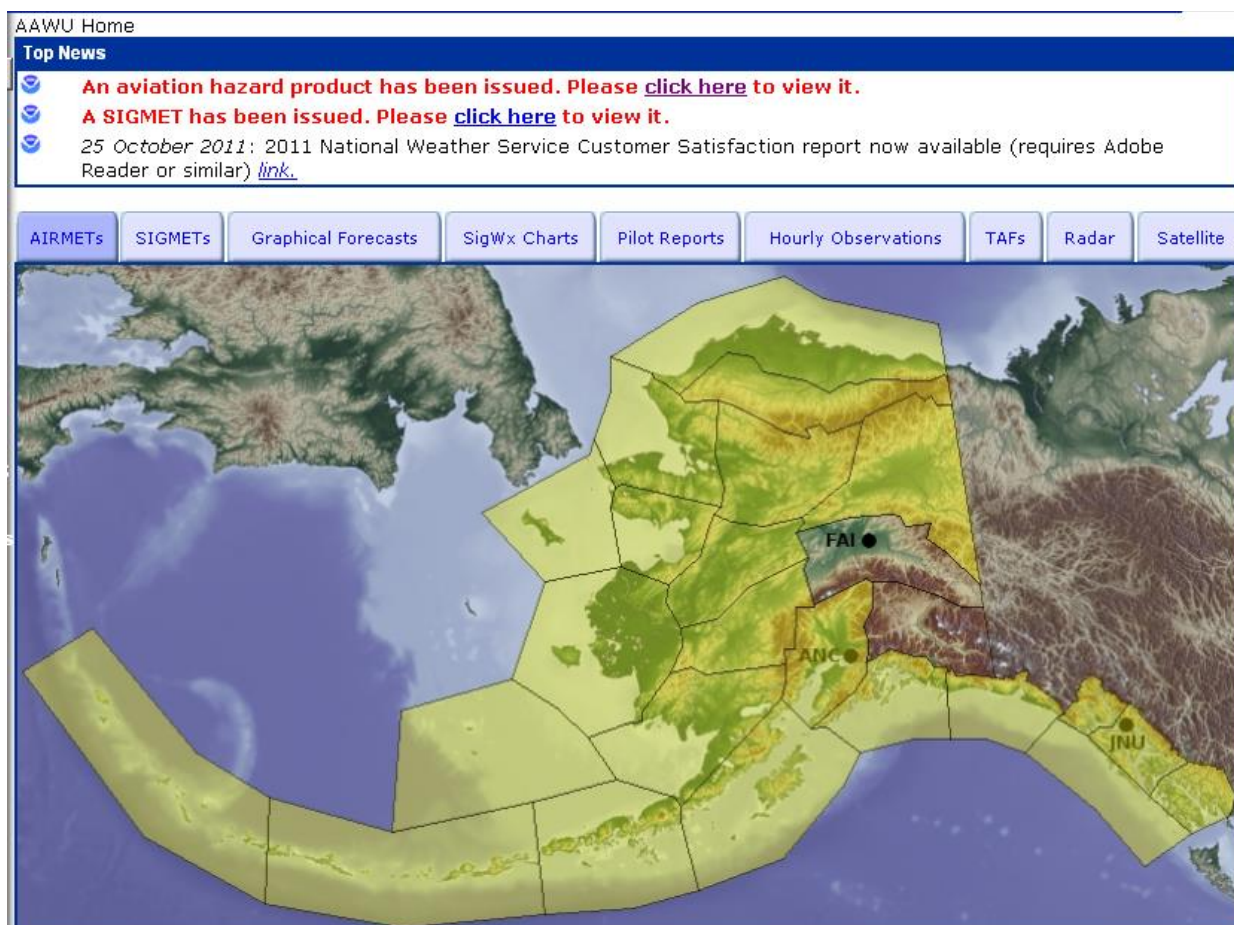 AAWU Home
Top News
An aviation hazard product has been issued. Please click here to view it.
A SIGMET has been issued. Please click here to view it.
25 October 2011: 2011 National Weather Service Customer Satisfaction report now available (requires Adobe
Reader or similar) link.
AIRMETs SIGMETs Graphical Forecasts SigWx Charts Pilot Reports Hourly Observations TAFs Radar Satellite
FAI
ANC
JNU